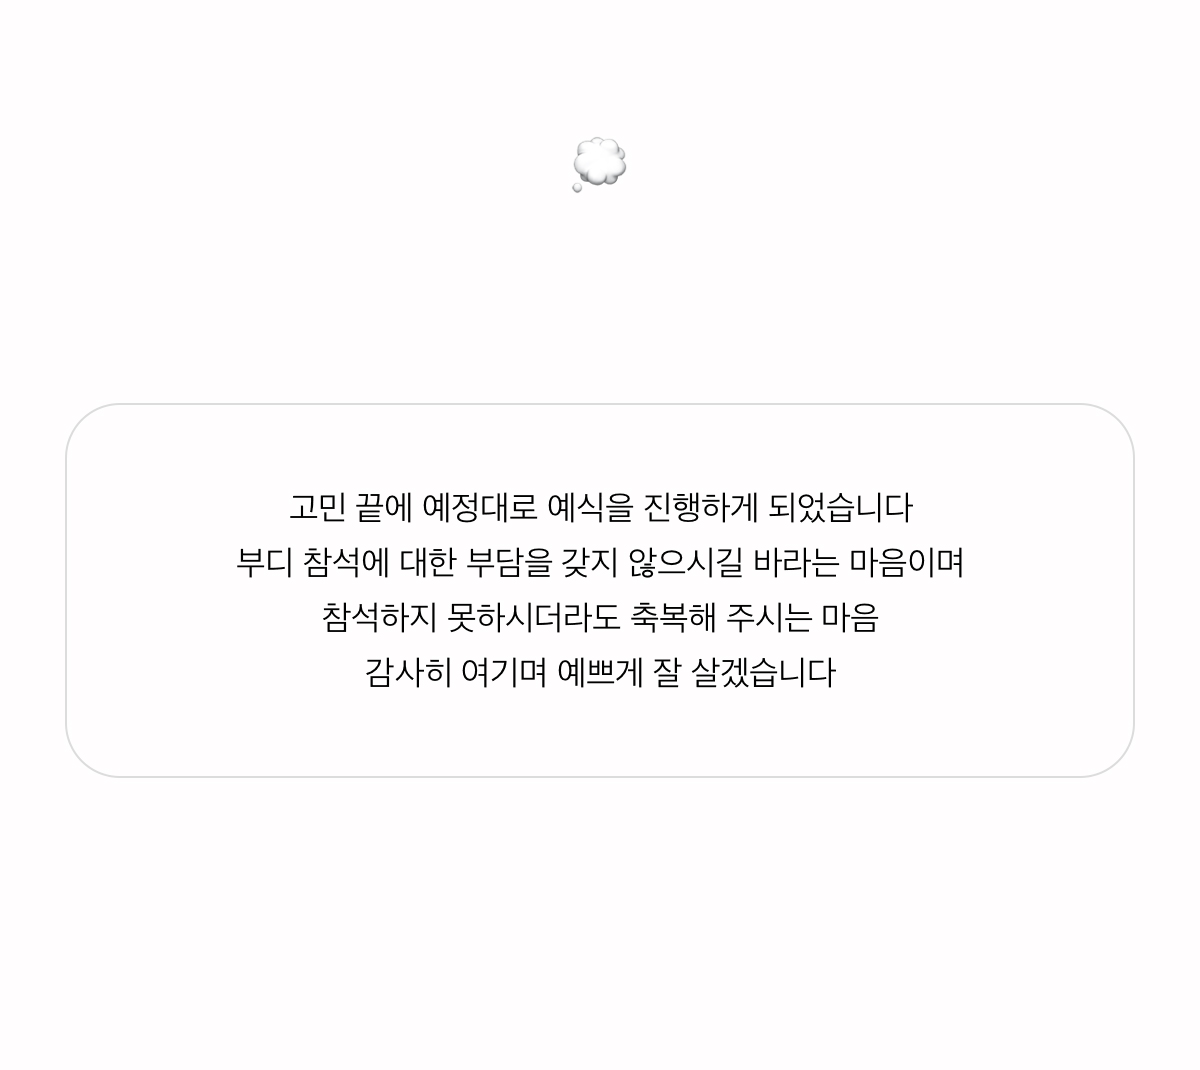 고민 끝에 예정대로 예식을 진행하게 되었습니다
부디 참석에 대한 부담을 갖지 않으시길 바라는 마음이며
참석하지 못하시더라도 축복해 주시는 마음
감사히 여기며 예쁘게 잘 살겠습니다